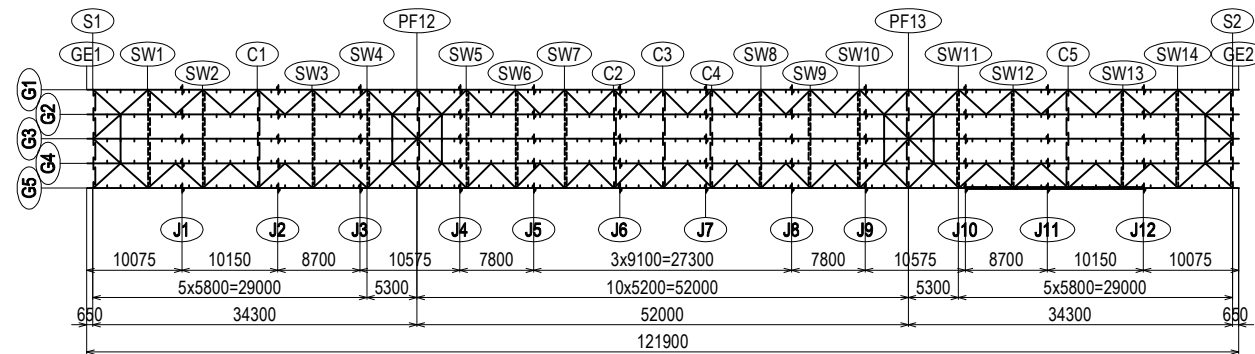 S1 PF12 PF13 S2
GE1 SW1 C1 SW4 SW5 SW7 C3 SW8 SW10 SW11 C5 SW14 GE2
SW2 SW3 SW6 C2 C4 SW9 SW12 SW13
G1
G2
G3
G4
G5
J1 J2 J3 J4 J5 J6 J7 J8 J9 J10 J11 J12
10075 10150 8700 10575 7800 3x9100=27300 7800 10575 8700 10150 10075
5x5800=29000 5300 10x5200=52000 5300 5x5800=29000
650 34300 52000 34300 650
121900